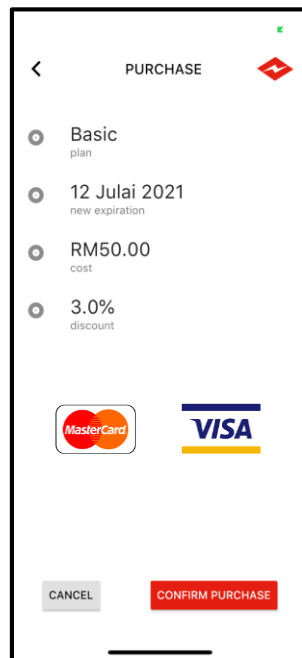 PURCHASE
Basic
plan
12 Julai 2021
new expiration
RM50.00
cost
3.0%
discount
MasterCard
VISA
CANCEL
CONFIRM PURCHASE